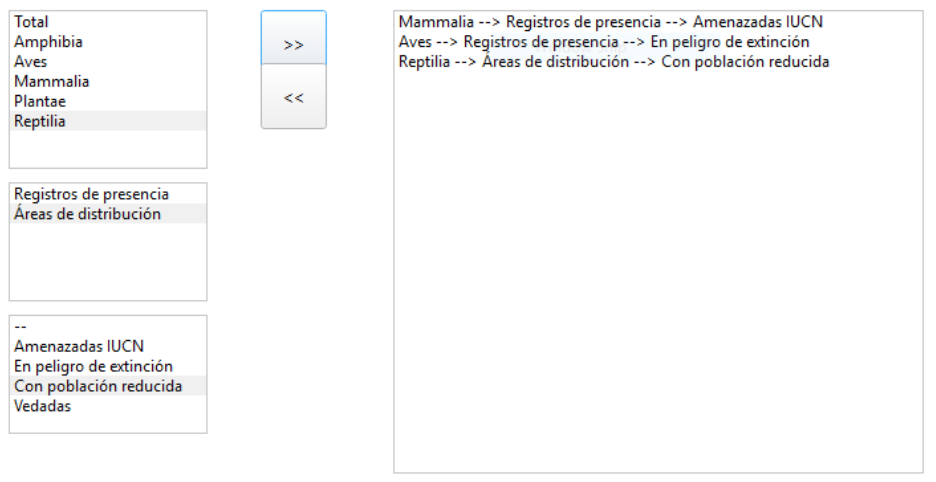 Total
Amphibia
Aves
Mammalia
Plantae
Reptilia
Registros de presencia
Áreas de distribución
--
Amenazadas IUCN
En peligro de extinción
Con población reducida
Vedadas
>>
<<
Mammalia --> Registros de presencia --> Amenazadas IUCN
Aves --> Registros de presencia --> En peligro de extinción
Reptilia --> Áreas de distribución --> Con población reducida